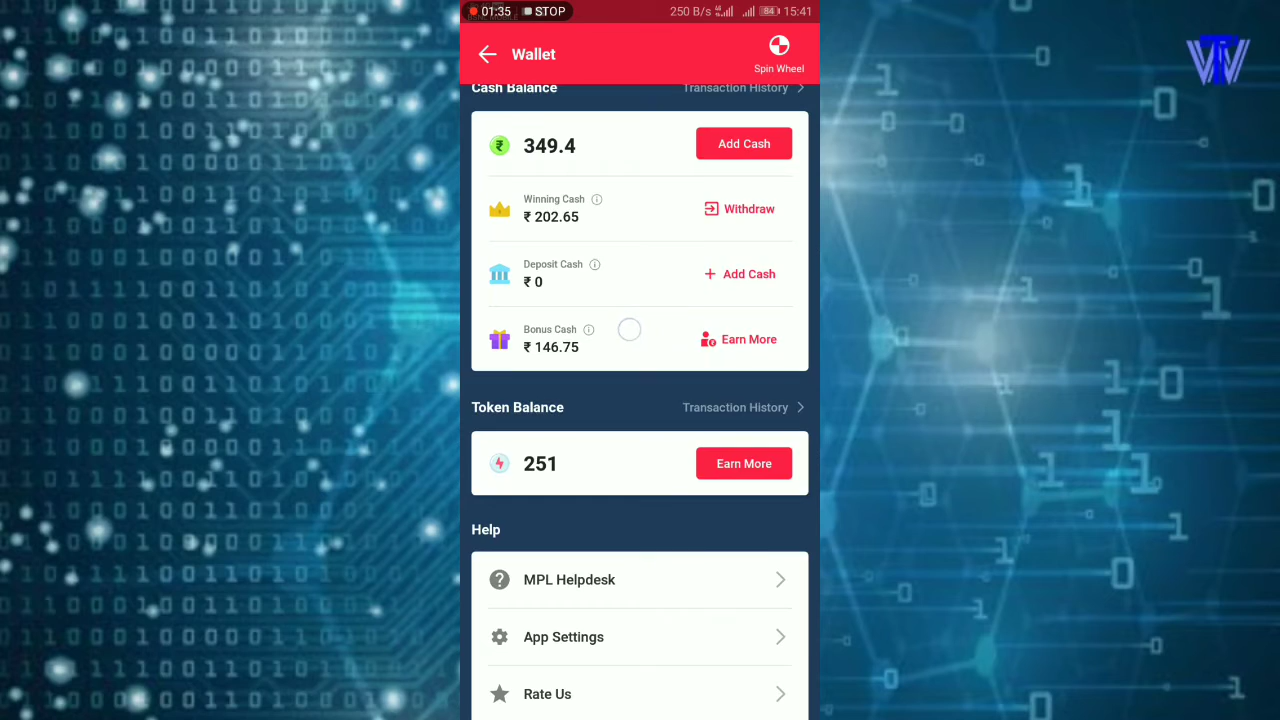 01:35 STOP
250 B/s 84 15:41
Wallet
Spin Wheel
Cash Balance Transaction History
349.4 Add Cash
Winning Cash
₹ 202.65 Withdraw
Deposit Cash
₹ 0 + Add Cash
Bonus Cash
₹ 146.75 Earn More
Token Balance Transaction History
251 Earn More
Help
MPL Helpdesk
App Settings
Rate Us